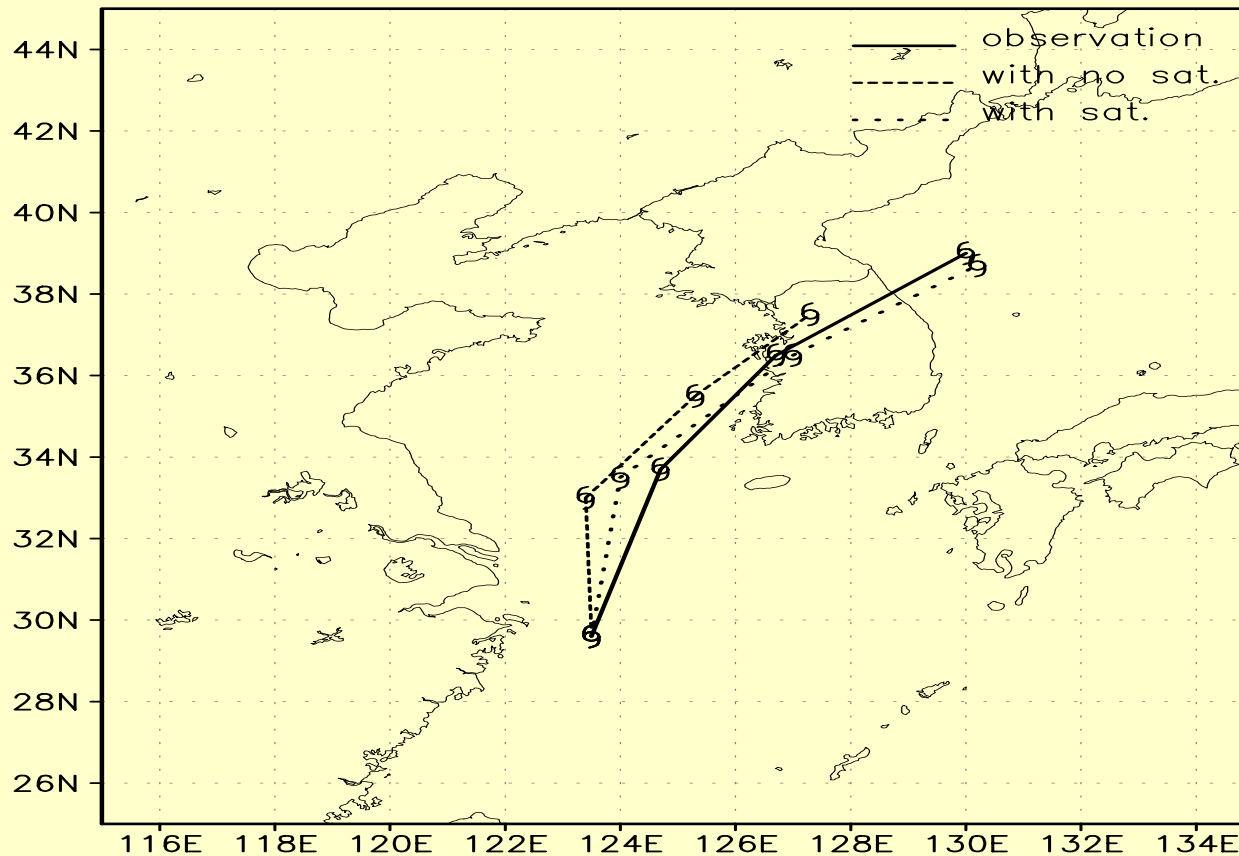 44N
observation
with no sat.
with sat.
42N
40N
38N
36N
34N
32N
30N
28N
26N
116E 118E 120E 122E 124E 126E 128E 130E 132E 134E